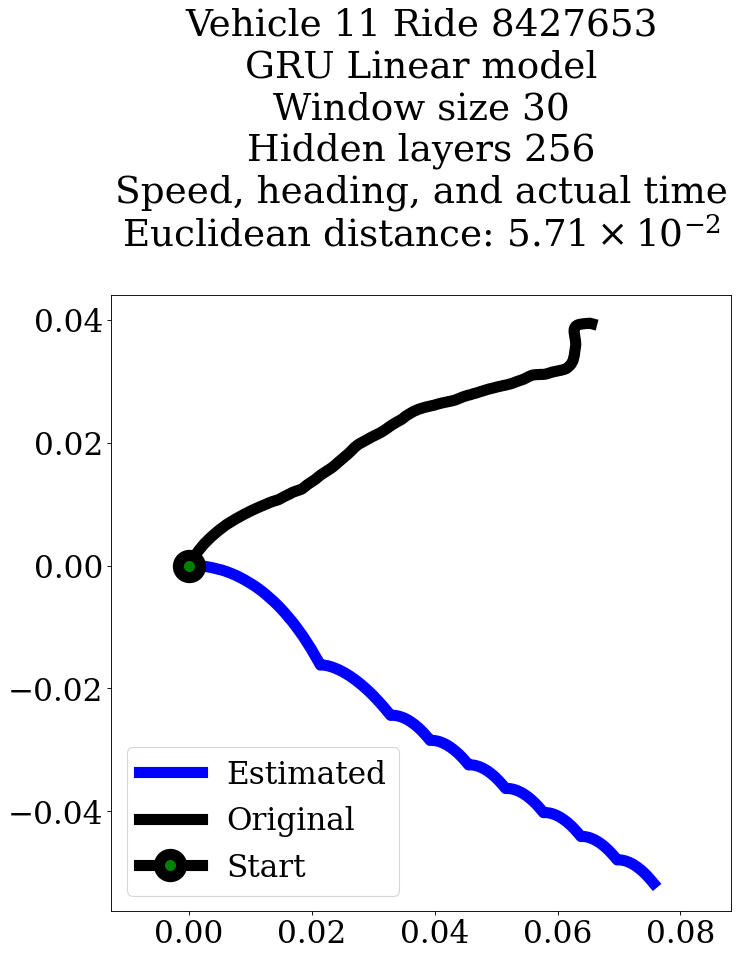 Vehicle 11 Ride 8427653
GRU Linear model
Window size 30
Hidden layers 256
Speed, heading, and actual time
Euclidean distance: 5.71 × 10⁻²
0.04
0.02
0.00
−0.02
−0.04
Estimated
Original
Start
0.00 0.02 0.04 0.06 0.08